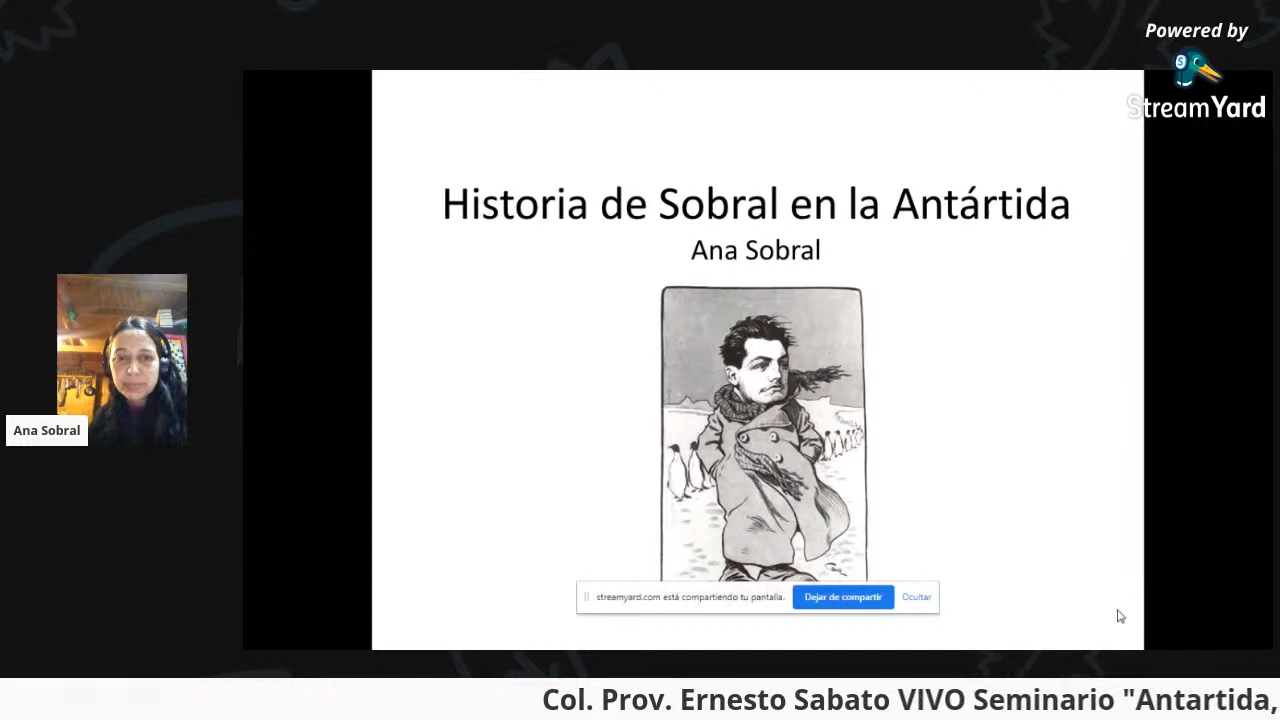 Powered by
StreamYard
Historia de Sobral en la Antártida
Ana Sobral
Ana Sobral
streamyard.com está compartiendo tu pantalla.
Dejar de compartir
Ocultar
Col. Prov. Ernesto Sabato VIVO Seminario "Antartida,